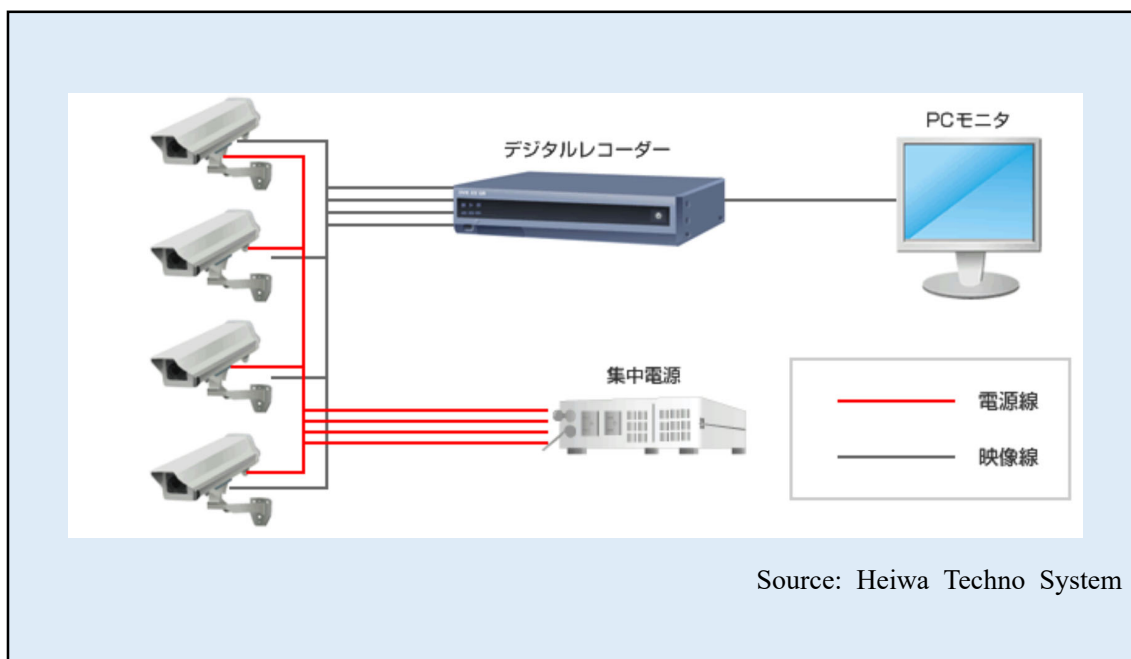 PCモニタ
デジタルレコーダー
集中電源
電源線
映像線
Source: Heiwa Techno System